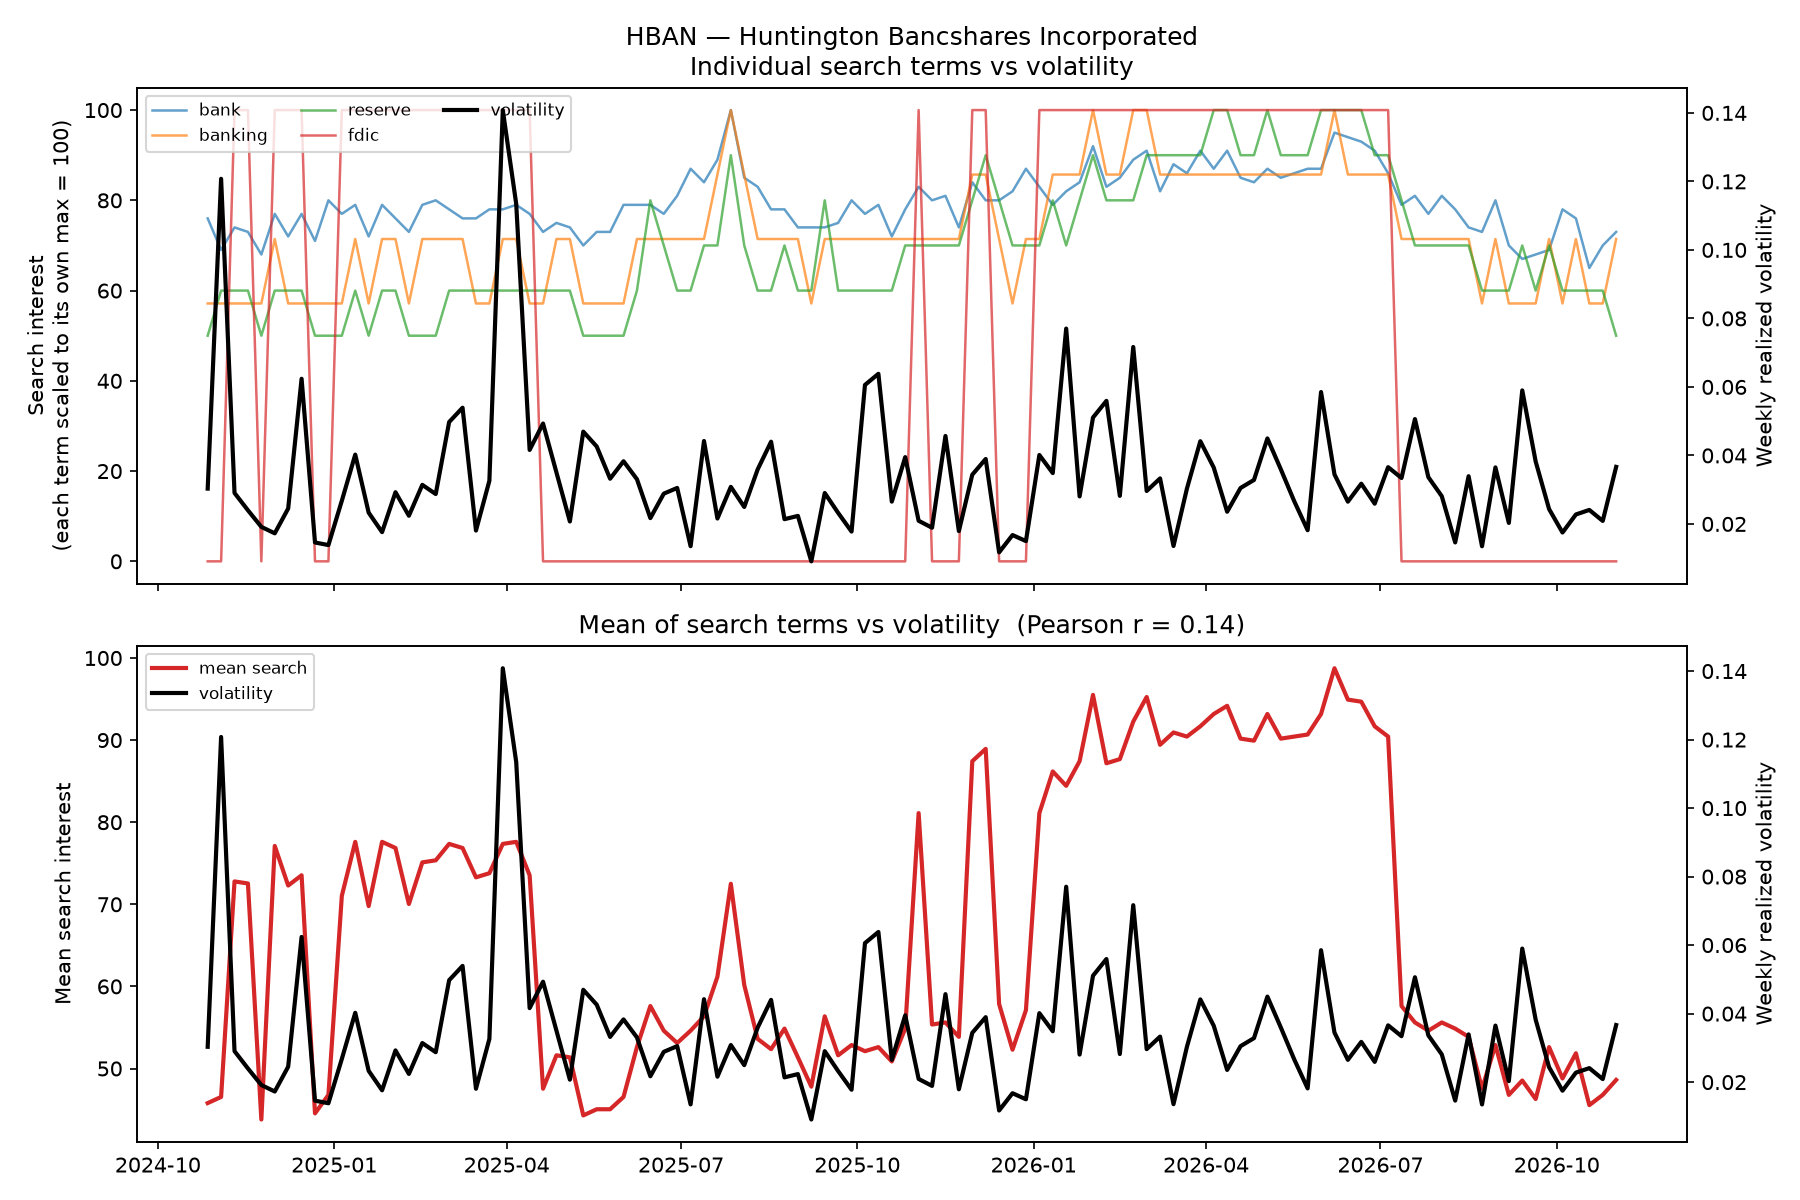 HBAN — Huntington Bancshares Incorporated
Individual search terms vs volatility
bank
banking
reserve
fdic
volatility
Search interest
(each term scaled to its own max = 100)
100
80
60
40
20
0
Weekly realized volatility
0.14
0.12
0.10
0.08
0.06
0.04
0.02
Mean of search terms vs volatility  (Pearson r = 0.14)
mean search
volatility
Mean search interest
100
90
80
70
60
50
Weekly realized volatility
0.14
0.12
0.10
0.08
0.06
0.04
0.02
2024-10 2025-01 2025-04 2025-07 2025-10 2026-01 2026-04 2026-07 2026-10